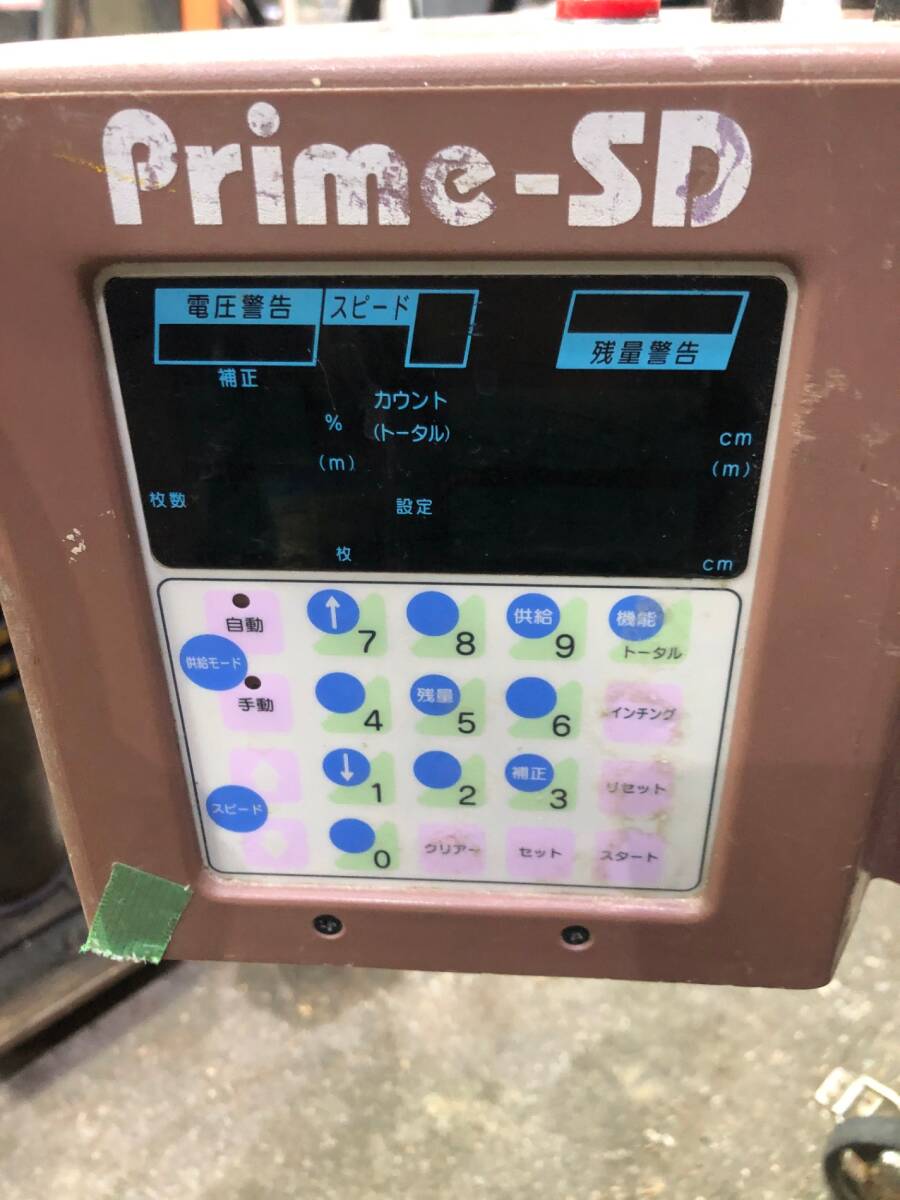 Prime-SD
電圧警告 スピード
残量警告
補正
% カウント
(トータル) cm
(m) (m)
枚数 設定
枚 cm
自動 ↑ 7 8 供給 9 機能 トータル
供給モード
手動 4 残量 5 6 インチング
↓ 1 2 補正 3 リセット
スピード
0 クリアー セット スタート